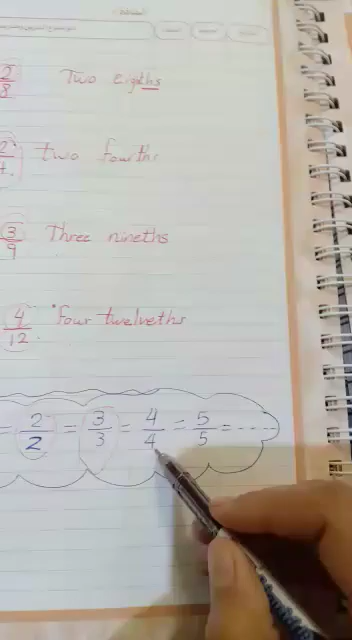 2/8 Two eigths
2/4 two fourths
3/9 Three nineths
4/12 four twelveths
= 2/2 = 3/3 = 4/4 = 5/5 = -----